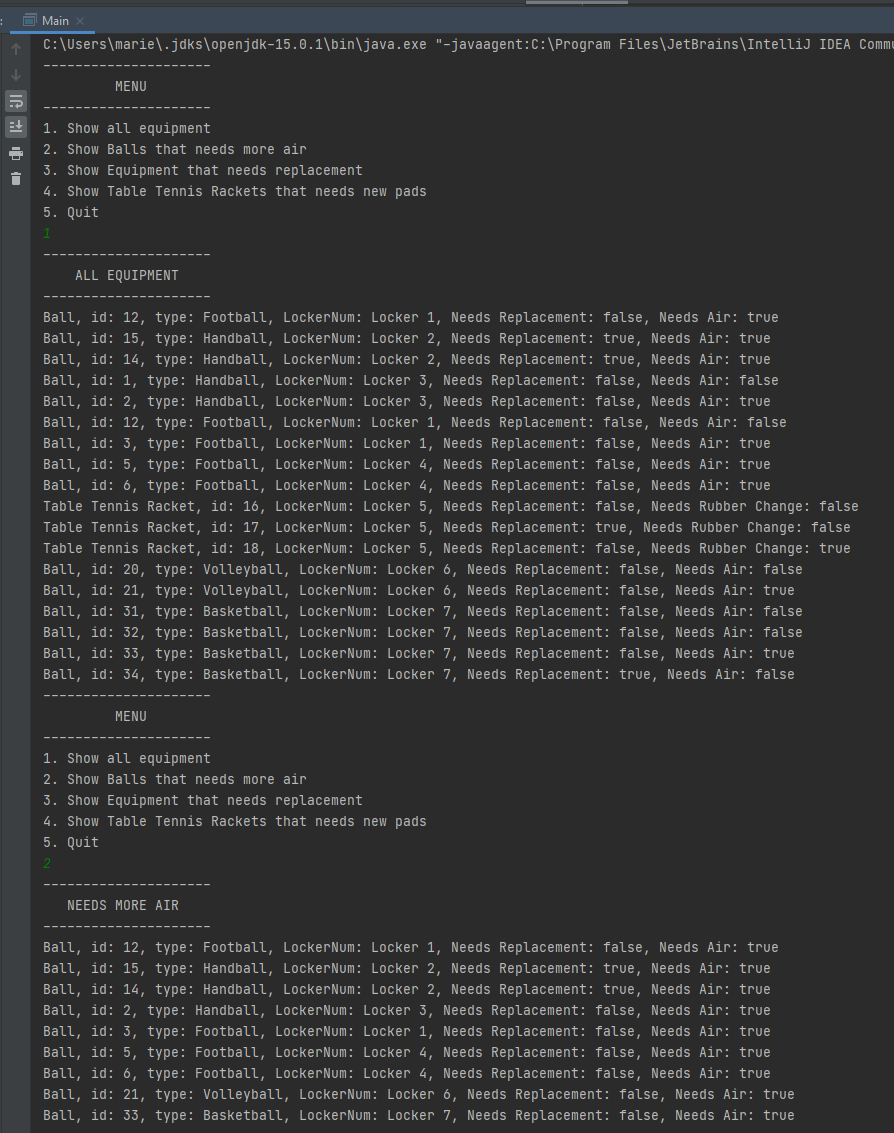 Main
C:\Users\marie\.jdks\openjdk-15.0.1\bin\java.exe "-javaagent:C:\Program Files\JetBrains\IntelliJ IDEA Commu
---------------------
MENU
---------------------
1. Show all equipment
2. Show Balls that needs more air
3. Show Equipment that needs replacement
4. Show Table Tennis Rackets that needs new pads
5. Quit
1
---------------------
ALL EQUIPMENT
---------------------
Ball, id: 12, type: Football, LockerNum: Locker 1, Needs Replacement: false, Needs Air: true
Ball, id: 15, type: Handball, LockerNum: Locker 2, Needs Replacement: true, Needs Air: true
Ball, id: 14, type: Handball, LockerNum: Locker 2, Needs Replacement: true, Needs Air: true
Ball, id: 1, type: Handball, LockerNum: Locker 3, Needs Replacement: false, Needs Air: false
Ball, id: 2, type: Handball, LockerNum: Locker 3, Needs Replacement: false, Needs Air: true
Ball, id: 12, type: Football, LockerNum: Locker 1, Needs Replacement: false, Needs Air: false
Ball, id: 3, type: Football, LockerNum: Locker 1, Needs Replacement: false, Needs Air: true
Ball, id: 5, type: Football, LockerNum: Locker 4, Needs Replacement: false, Needs Air: true
Ball, id: 6, type: Football, LockerNum: Locker 4, Needs Replacement: false, Needs Air: true
Table Tennis Racket, id: 16, LockerNum: Locker 5, Needs Replacement: false, Needs Rubber Change: false
Table Tennis Racket, id: 17, LockerNum: Locker 5, Needs Replacement: true, Needs Rubber Change: false
Table Tennis Racket, id: 18, LockerNum: Locker 5, Needs Replacement: false, Needs Rubber Change: true
Ball, id: 20, type: Volleyball, LockerNum: Locker 6, Needs Replacement: false, Needs Air: false
Ball, id: 21, type: Volleyball, LockerNum: Locker 6, Needs Replacement: false, Needs Air: true
Ball, id: 31, type: Basketball, LockerNum: Locker 7, Needs Replacement: false, Needs Air: false
Ball, id: 32, type: Basketball, LockerNum: Locker 7, Needs Replacement: false, Needs Air: false
Ball, id: 33, type: Basketball, LockerNum: Locker 7, Needs Replacement: false, Needs Air: true
Ball, id: 34, type: Basketball, LockerNum: Locker 7, Needs Replacement: true, Needs Air: false
---------------------
MENU
---------------------
1. Show all equipment
2. Show Balls that needs more air
3. Show Equipment that needs replacement
4. Show Table Tennis Rackets that needs new pads
5. Quit
2
---------------------
NEEDS MORE AIR
---------------------
Ball, id: 12, type: Football, LockerNum: Locker 1, Needs Replacement: false, Needs Air: true
Ball, id: 15, type: Handball, LockerNum: Locker 2, Needs Replacement: true, Needs Air: true
Ball, id: 14, type: Handball, LockerNum: Locker 2, Needs Replacement: true, Needs Air: true
Ball, id: 2, type: Handball, LockerNum: Locker 3, Needs Replacement: false, Needs Air: true
Ball, id: 3, type: Football, LockerNum: Locker 1, Needs Replacement: false, Needs Air: true
Ball, id: 5, type: Football, LockerNum: Locker 4, Needs Replacement: false, Needs Air: true
Ball, id: 6, type: Football, LockerNum: Locker 4, Needs Replacement: false, Needs Air: true
Ball, id: 21, type: Volleyball, LockerNum: Locker 6, Needs Replacement: false, Needs Air: true
Ball, id: 33, type: Basketball, LockerNum: Locker 7, Needs Replacement: false, Needs Air: true